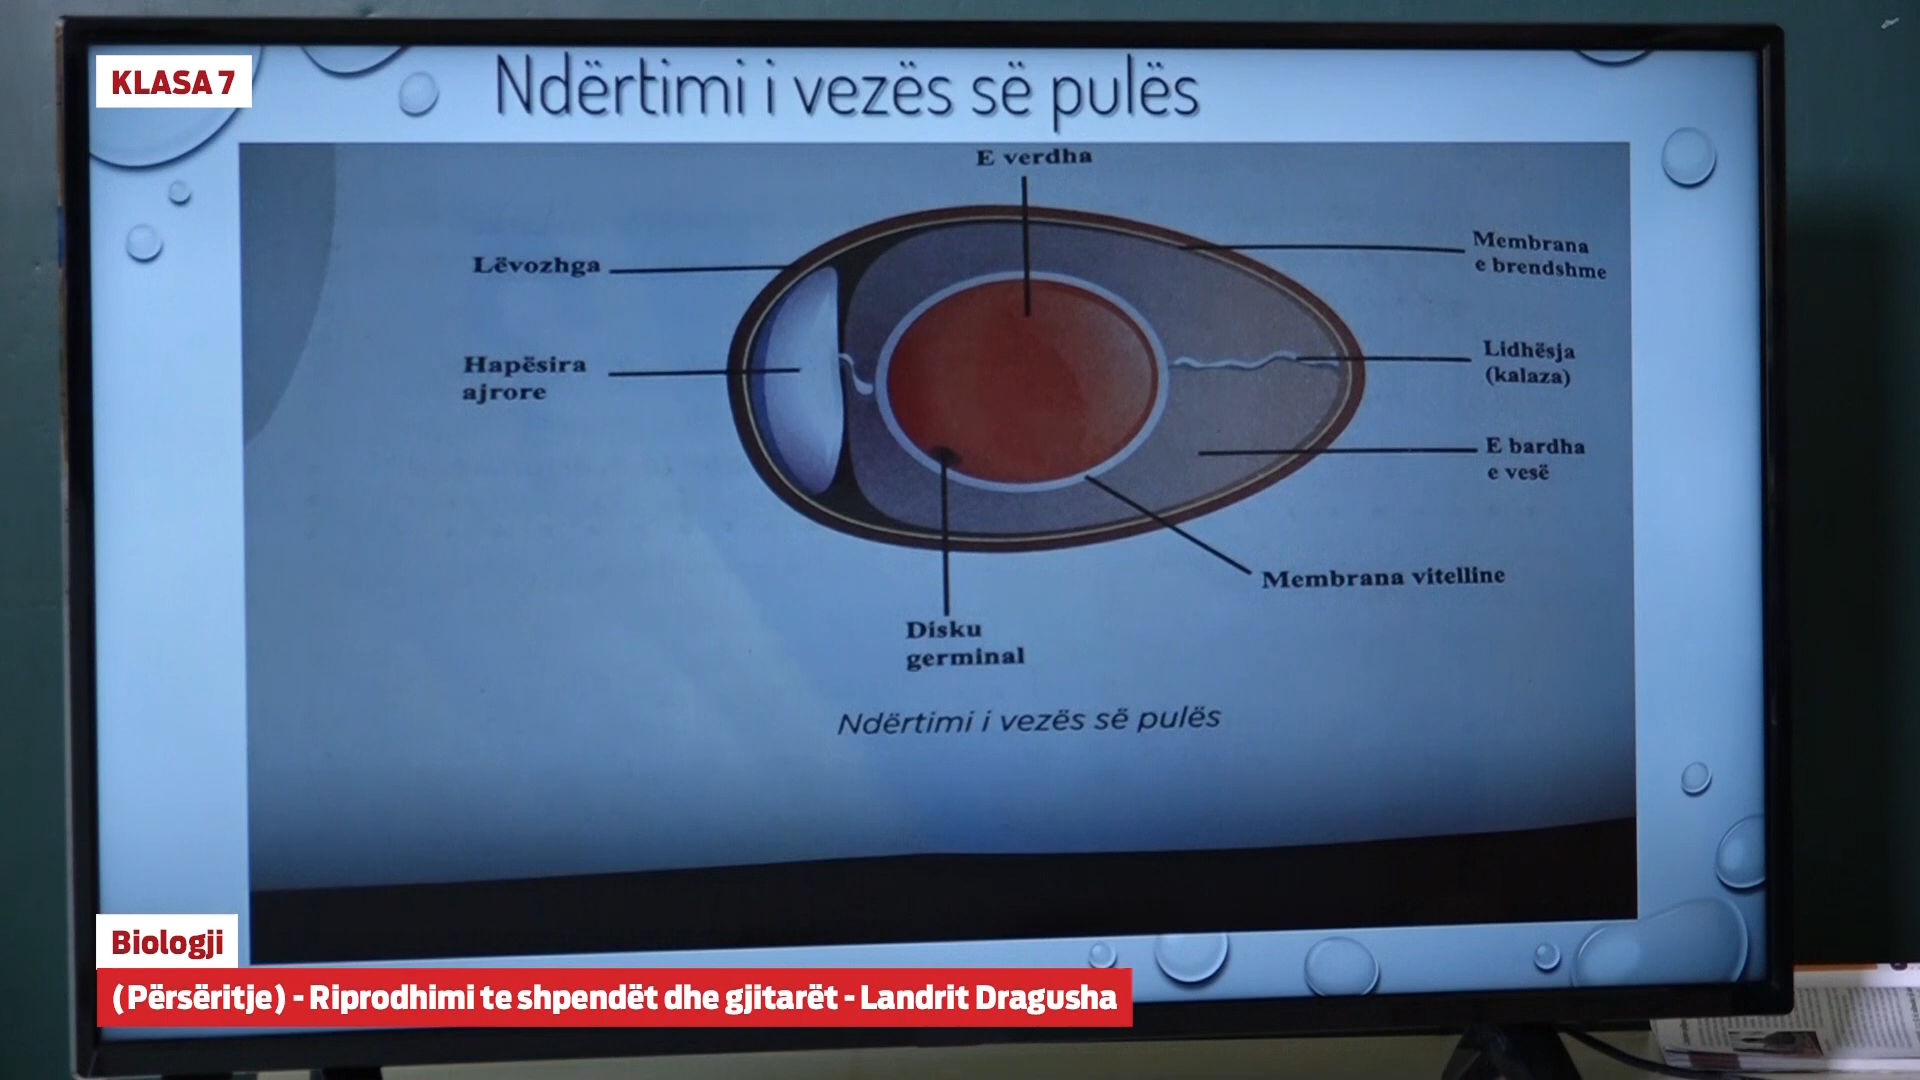 KLASA 7
Ndërtimi i vezës së pulës
E verdha
Lëvozhga
Membrana
e brendshme
Hapësira
ajrore
Lidhësja
(kalaza)
E bardha
e vesë
Membrana vitelline
Disku
germinal
Ndërtimi i vezës së pulës
Biologji
(Përsëritje) - Riprodhimi te shpendët dhe gjitarët - Landrit Dragusha